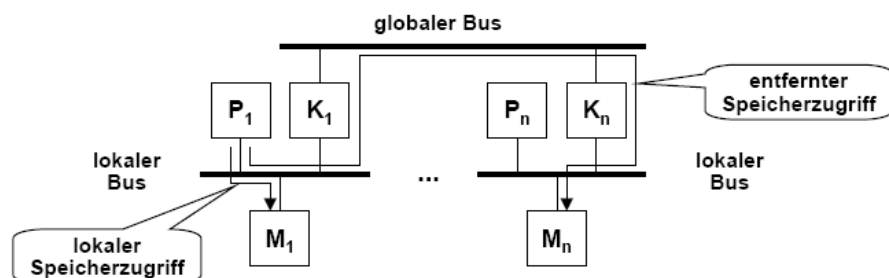 globaler Bus
entfernter
Speicherzugriff
P1 K1 Pn Kn
lokaler
Bus
...
lokaler
Bus
M1 Mn
lokaler
Speicherzugriff